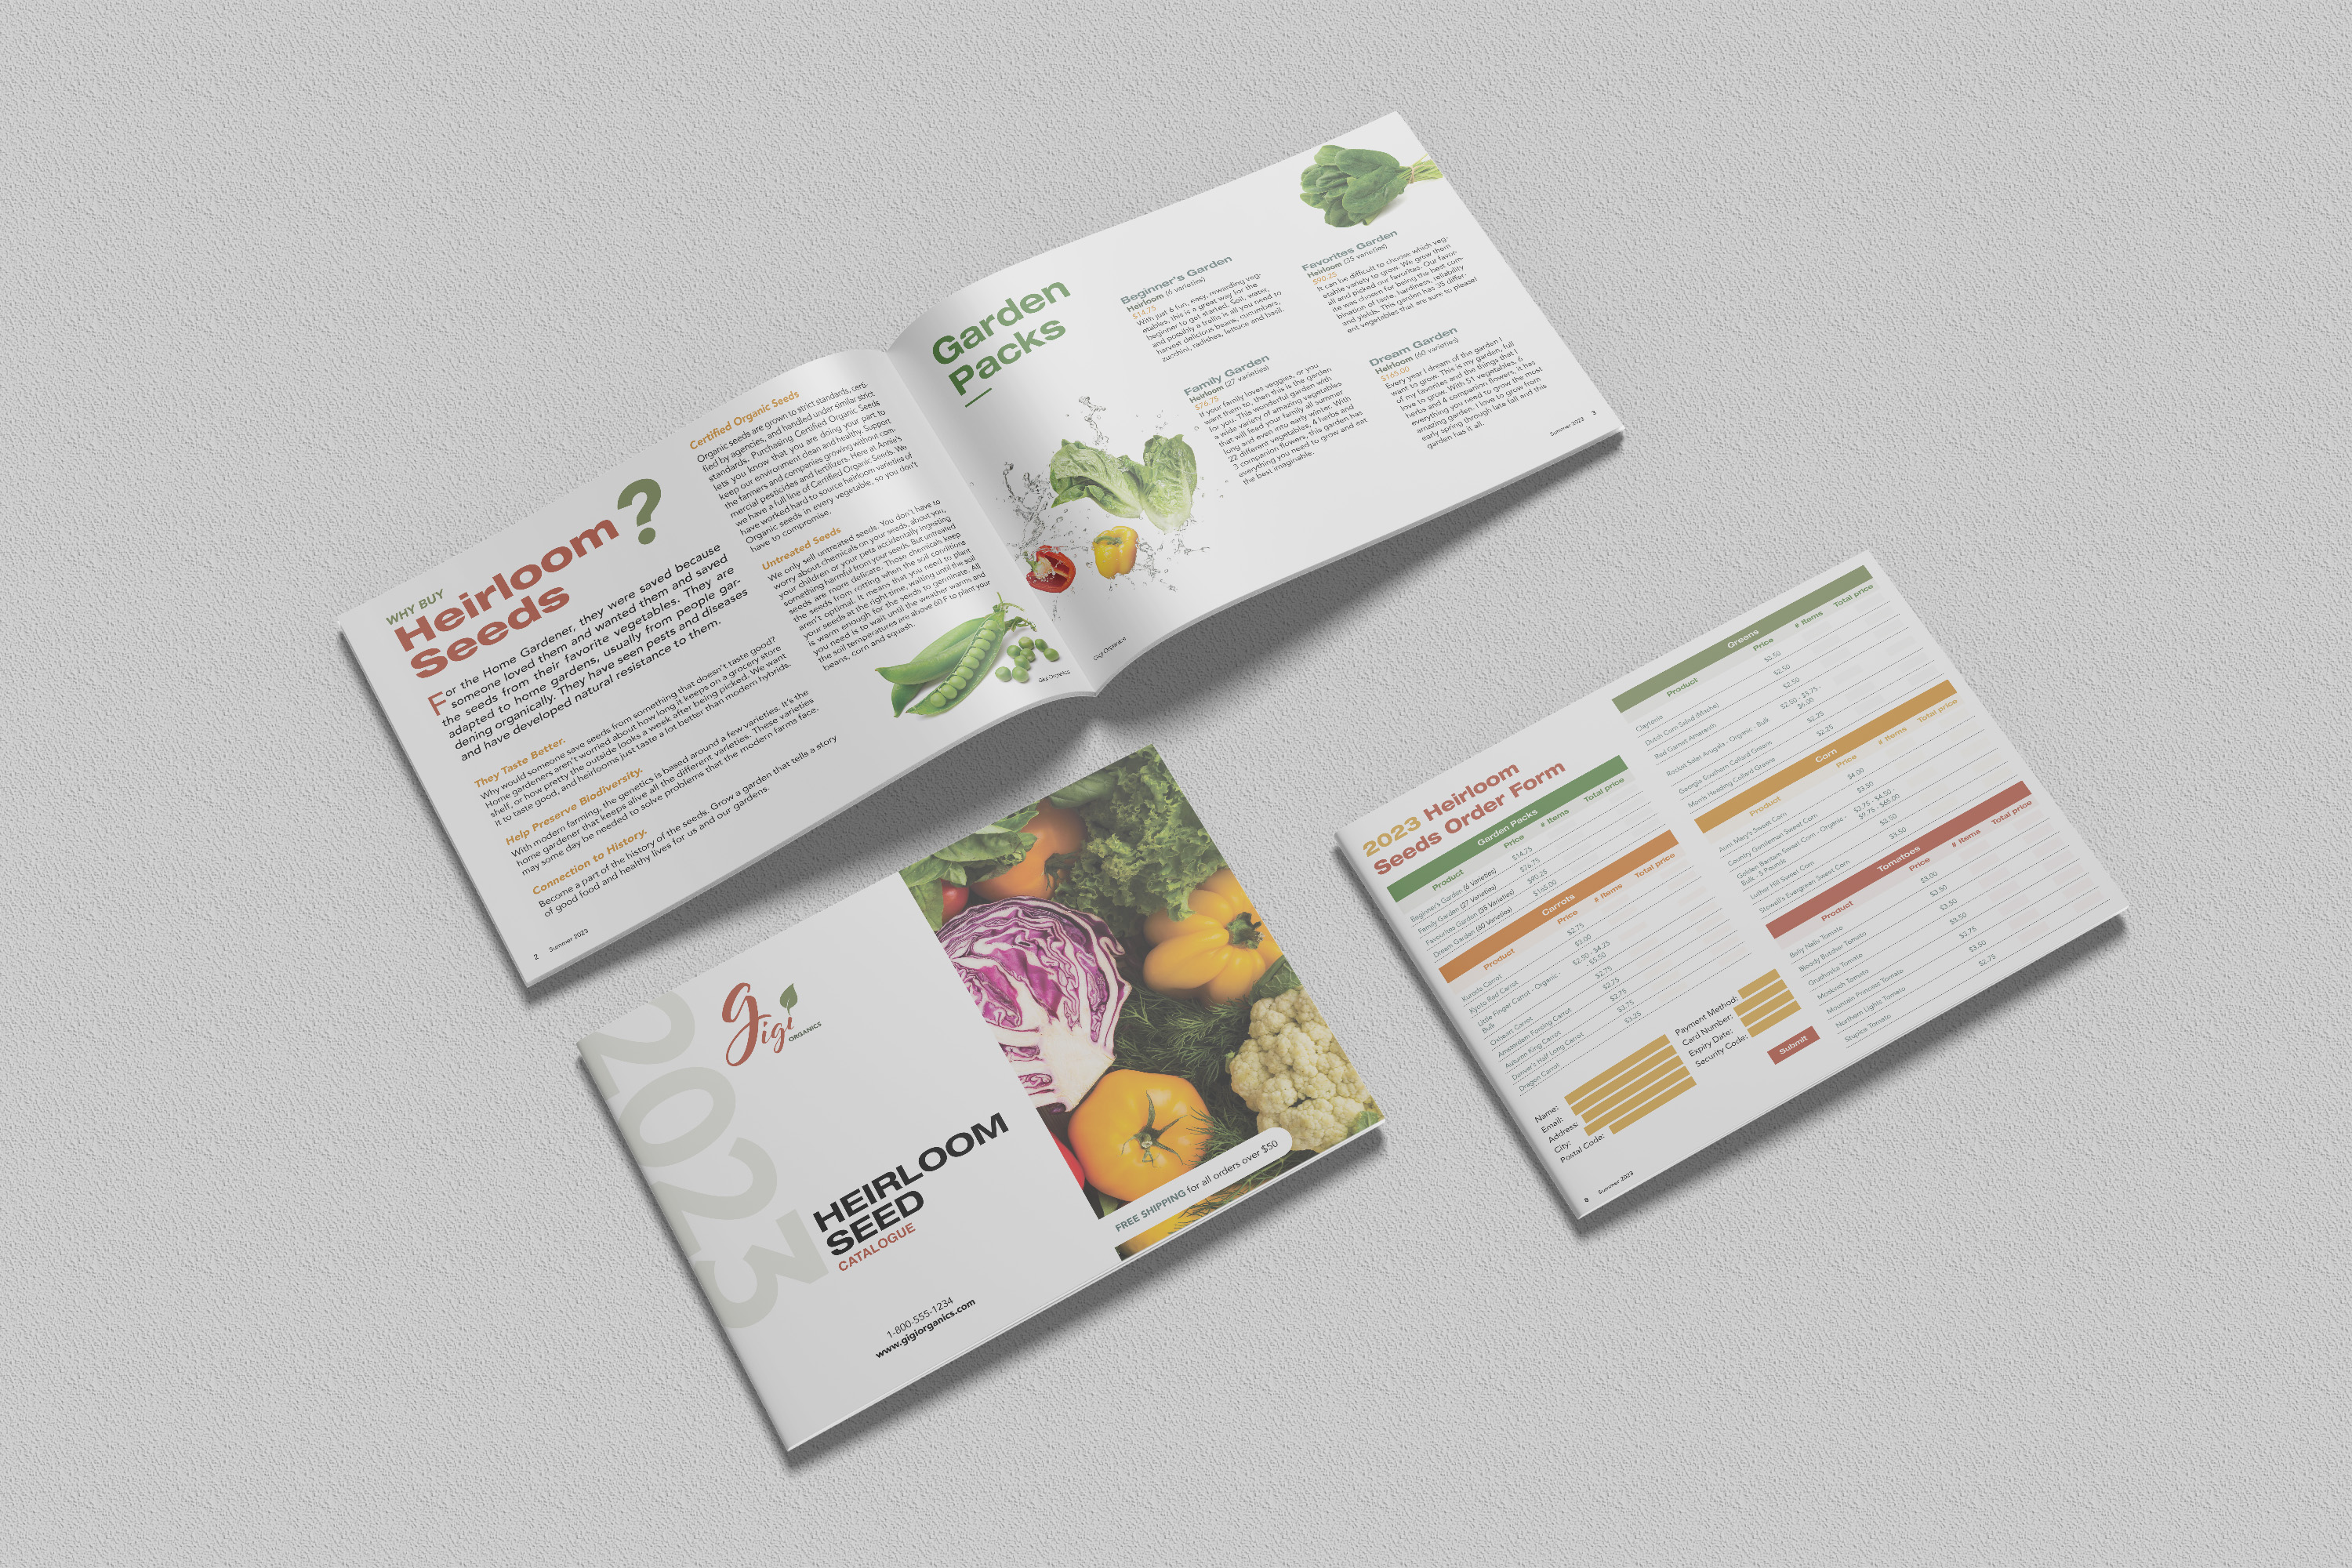 WHY BUY
Heirloom
Seeds
?
For the Home Gardener, they were saved because
someone loved them and wanted them and saved
the seeds from their favorite vegetables. They are
adapted to home gardens, usually from people gar-
dening organically. They have seen pests and diseases
and have developed natural resistance to them.
They Taste Better.
Why would someone save seeds from something that doesn't taste good?
Home gardeners aren't worried about how long it keeps on a grocery store
shelf, or how pretty the outside looks a week after being picked. We want
it to taste good, and heirlooms just taste a lot better than modern hybrids.
Help Preserve Biodiversity.
With modern farming, the genetics is based around a few varieties. It's the
home gardener that keeps alive all the different varieties. These varieties
may some day be needed to solve problems that the modern farms face.
Connection to History.
Become a part of the history of the seeds. Grow a garden that tells a story
of good food and healthy lives for us and our gardens.
2 Summer 2023
Certified Organic Seeds
Organic seeds are grown to strict standards, certi-
fied by agencies, and handled under similar strict
standards. Purchasing Certified Organic Seeds
lets you know that you are doing your part to
keep our environment clean and healthy. Support
the farmers and companies growing without com-
mercial pesticides and fertilizers. Here at Annie's
we have a full line of Certified Organic Seeds. We
have worked hard to source heirloom varieties of
Organic seeds in every vegetable, so you don't
have to compromise.
Untreated Seeds
We only sell untreated seeds. You don't have to
worry about chemicals on your seeds, about you,
your children or your pets accidentally ingesting
something harmful from your seeds. But untreated
seeds are more delicate. Those chemicals keep
the seeds from rotting when the soil conditions
aren't optimal. It means that you need to plant
your seeds at the right time, waiting until the soil
is warm enough for the seeds to germinate. All
you need is to wait until the weather warms and
the soil temperatures are above 60 F to plant your
beans, corn and squash.
Gigi Organics
Garden
Packs
Beginner's Garden
Heirloom (6 varieties)
$14.75
With just 6 fun, easy, rewarding veg-
etables, this is a great way for the
beginner to get started. Soil, water,
and possibly a trellis is all you need to
harvest delicious beans, cucumbers,
zucchini, radishes, lettuce and basil.
Family Garden
Heirloom (27 varieties)
$76.75
If your family loves veggies, or you
want them to, then this is the garden
for you. This wonderful garden with
a wide variety of amazing vegetables
that will feed your family all summer
long and even into early winter. With
22 different vegetables, 4 herbs and
3 companion flowers, this garden has
everything you need to grow and eat
the best imaginable.
Favorites Garden
Heirloom (35 varieties)
$90.25
It can be difficult to choose which veg-
etable variety to grow. We grew them
all and picked our favorites. Our favor-
ite was chosen for being the best com-
bination of taste, hardiness, reliability
and yields. This garden has 35 differ-
ent vegetables that are sure to please!
Dream Garden
Heirloom (60 varieties)
$165.00
Every year I dream of the garden I
want to grow. This is my garden, full
of my favorites and the things that I
love to grow. With 51 vegetables, 6
herbs and 4 companion flowers, it has
everything you need to grow the most
amazing garden. I love to grow from
early spring through late fall and this
garden has it all.
Gigi Organics
Summer 2023 3
2023
gigi
ORGANICS
HEIRLOOM
SEED
CATALOGUE
1-800-555-1234
www.gigiorganics.com
FREE SHIPPING for all orders over $50
2023 Heirloom
Seeds Order Form
Garden Packs
Product Price # Items Total price
Beginner's Garden (6 Varieties) $14.75
Family Garden (27 Varieties) $76.75
Favourites Garden (35 Varieties) $90.25
Dream Garden (60 Varieties) $165.00
Carrots
Product Price # Items Total price
Kuroda Carrot $2.75
Kyoto Red Carrot $3.00
Little Finger Carrot - Organic - $2.50 - $4.25
Bulk - $5.50
Oxheart Carrot $2.75
Amsterdam Forcing Carrot $2.25
Autumn King Carrot $2.75
Danver's Half Long Carrot $3.75
Dragon Carrot $3.25
Name:
Email:
Address:
City:
Postal Code:
Payment Method:
Card Number:
Expiry Date:
Security Code:
Submit
8 Summer 2023
Greens
Product Price # Items Total price
Claytonia $2.50
Dutch Corn Salad (Mache) $2.50
Red Garnet Amaranth $2.50
Rocket Salad Arugula - Organic - Bulk $2.00 - $3.75 -
$6.00
Georgia Southern Collard Greens $2.25
Morris Heading Collard Greens $2.25
Corn
Product Price # Items Total price
Aunt Mary's Sweet Corn $4.00
Country Gentleman Sweet Corn $3.50
Golden Bantam Sweet Corn - Organic - $3.75 - $4.50 -
Bulk - 5 Pounds $9.75 - $65.00
Luther Hill Sweet Corn $3.50
Stowell's Evergreen Sweet Corn $3.50
Tomatoes
Product Price # Items Total price
Belly Neliv Tomato $3.00
Bloody Butcher Tomato $3.50
Grushovka Tomato $3.50
Moskvich Tomato $3.50
Mountain Princess Tomato $2.75
Northern Lights Tomato $3.50
Stupice Tomato $2.75